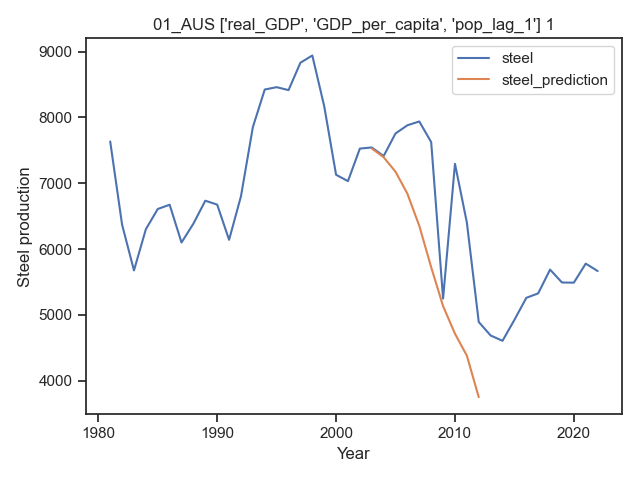 01_AUS ['real_GDP', 'GDP_per_capita', 'pop_lag_1'] 1
steel
steel_prediction
9000
8000
7000
6000
5000
4000
Steel production
1980
1990
2000
2010
2020
Year